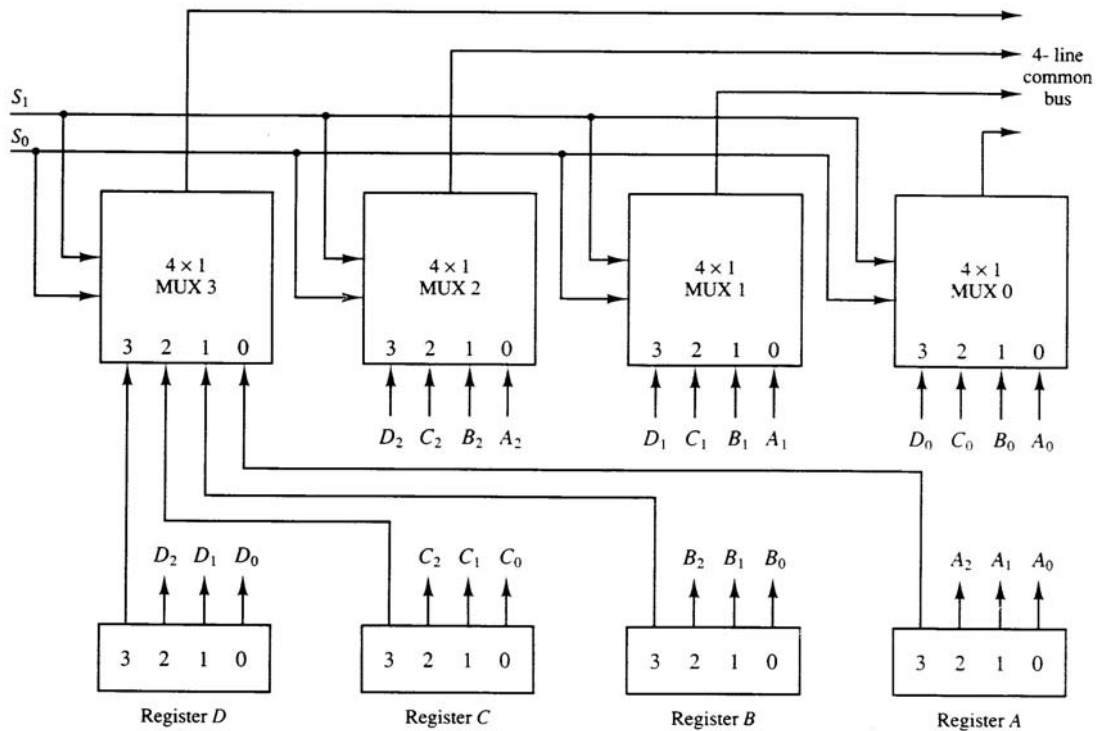 4- line
common
bus
S₁
S₀
4 × 1
MUX 3
3 2 1 0
4 × 1
MUX 2
3 2 1 0
4 × 1
MUX 1
3 2 1 0
4 × 1
MUX 0
3 2 1 0
D₂ C₂ B₂ A₂
D₁ C₁ B₁ A₁
D₀ C₀ B₀ A₀
D₂ D₁ D₀
C₂ C₁ C₀
B₂ B₁ B₀
A₂ A₁ A₀
3 2 1 0
3 2 1 0
3 2 1 0
3 2 1 0
Register D
Register C
Register B
Register A